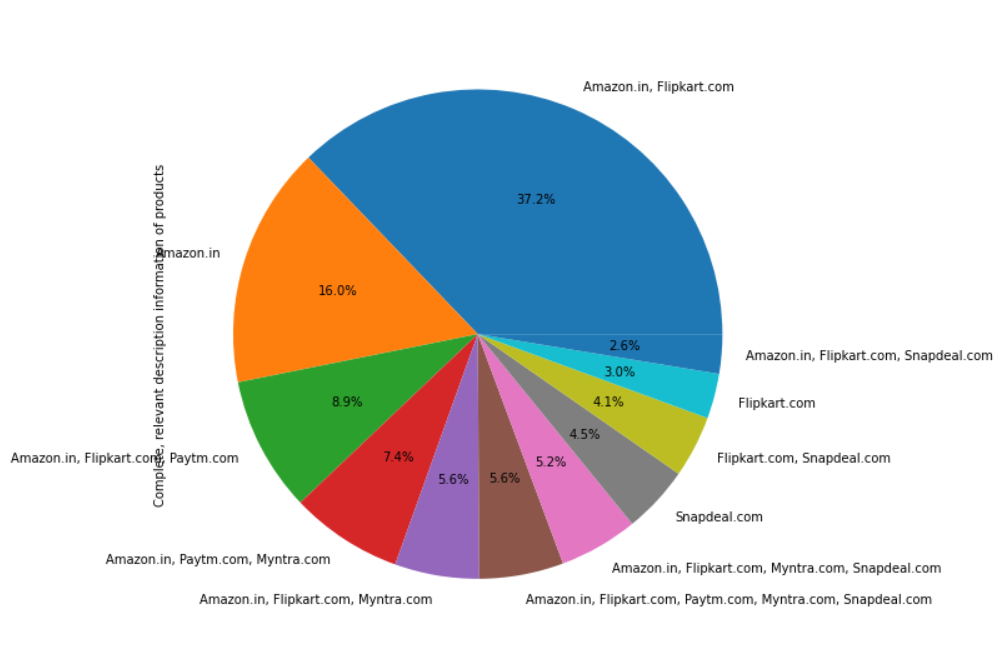 Amazon.in, Flipkart.com
37.2%
Amazon.in
16.0%
Complete, relevant description information of products
2.6%
Amazon.in, Flipkart.com, Snapdeal.com
3.0%
Flipkart.com
8.9%
4.1%
4.5%
Amazon.in, Flipkart.com, Paytm.com
7.4%
5.2%
Flipkart.com, Snapdeal.com
5.6%
5.6%
Snapdeal.com
Amazon.in, Paytm.com, Myntra.com
Amazon.in, Flipkart.com, Myntra.com, Snapdeal.com
Amazon.in, Flipkart.com, Myntra.com
Amazon.in, Flipkart.com, Paytm.com, Myntra.com, Snapdeal.com